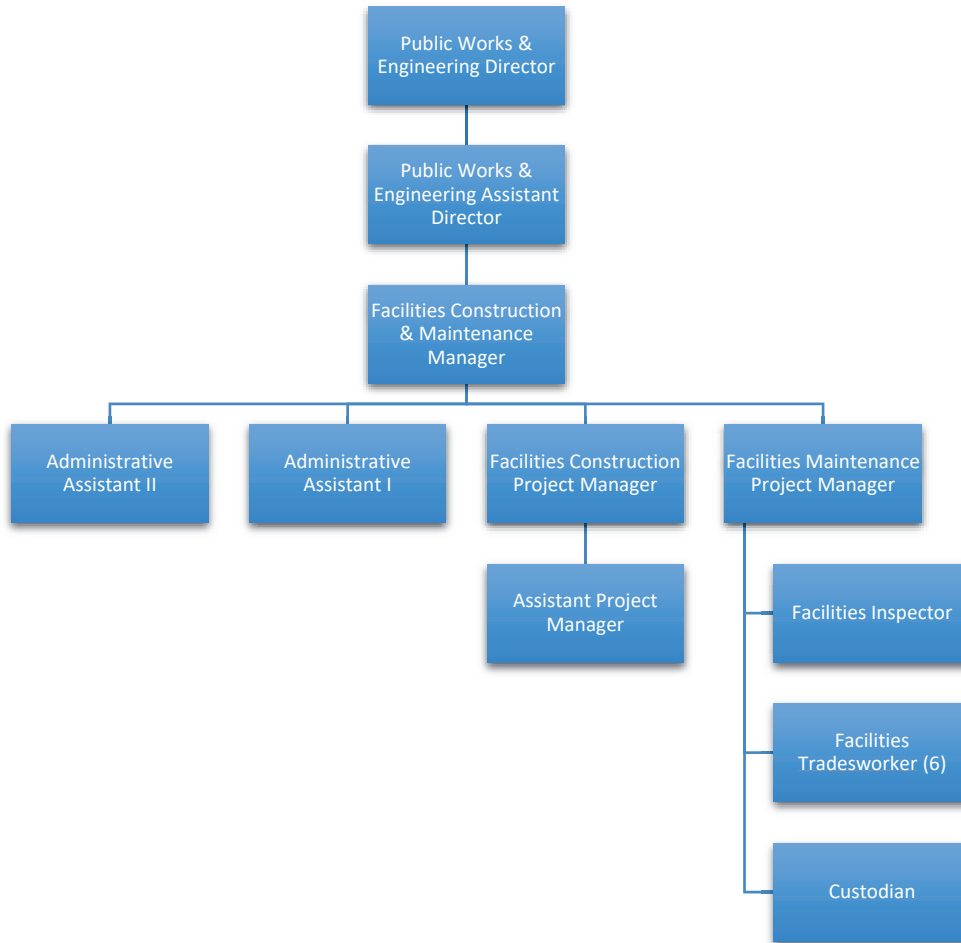 Public Works &
Engineering Director
Public Works &
Engineering Assistant
Director
Facilities Construction
& Maintenance
Manager
Administrative
Assistant II
Administrative
Assistant I
Facilities Construction
Project Manager
Facilities Maintenance
Project Manager
Assistant Project
Manager
Facilities Inspector
Facilities
Tradesworker (6)
Custodian